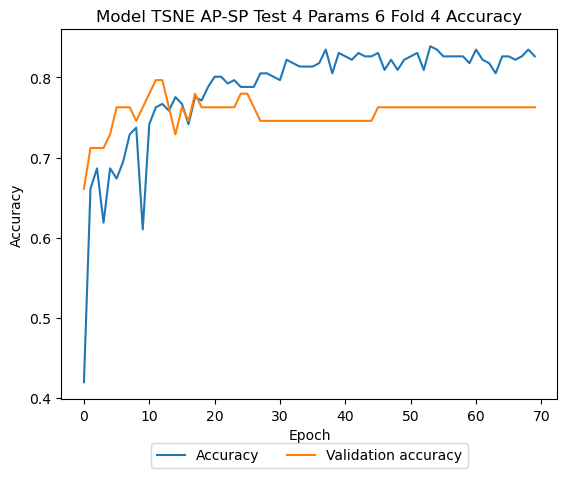 Model TSNE AP-SP Test 4 Params 6 Fold 4 Accuracy
Accuracy
0.8
0.7
0.6
0.5
0.4
0 10 20 30 40 50 60 70
Epoch
Accuracy Validation accuracy